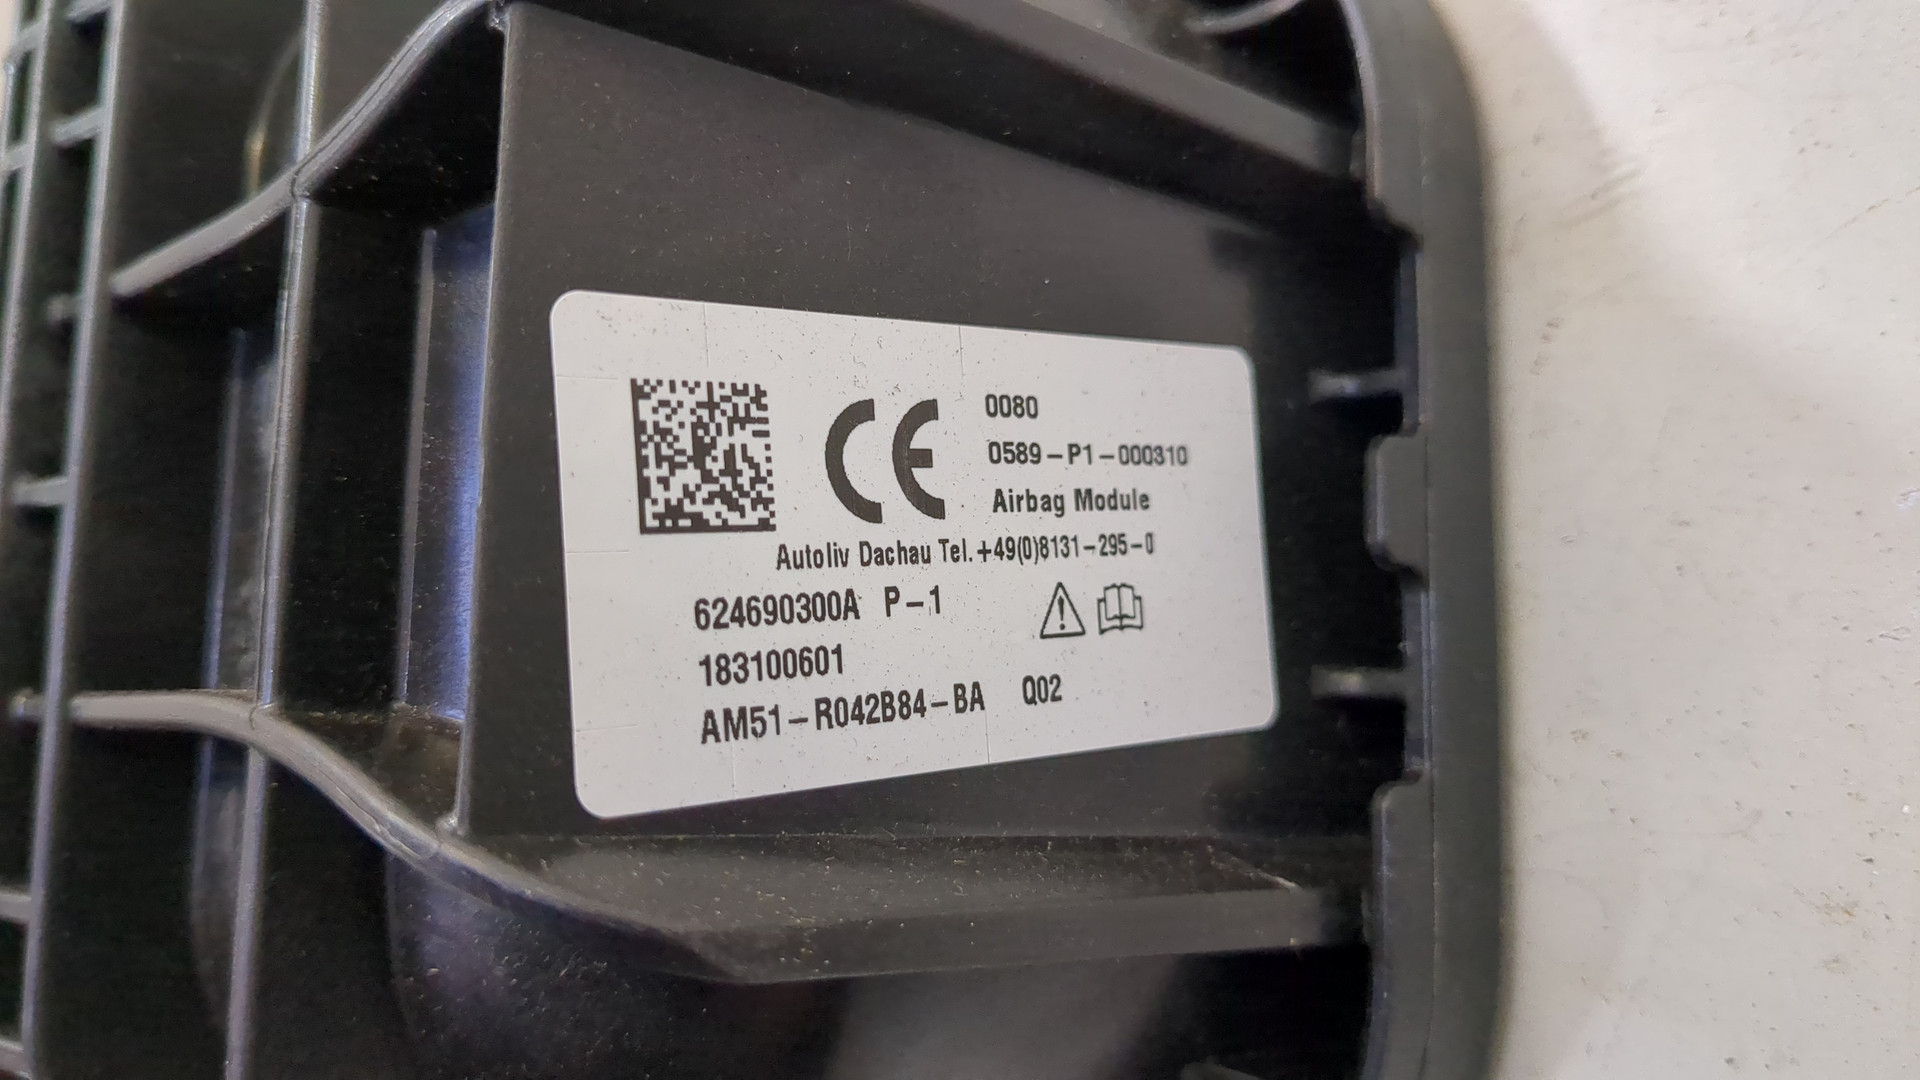 CE 0080
0589-P1-000310
Airbag Module
Autoliv Dachau Tel.+49(0)8131-295-0
624690300A P-1
183100601
AM51-R042B84-BA Q02